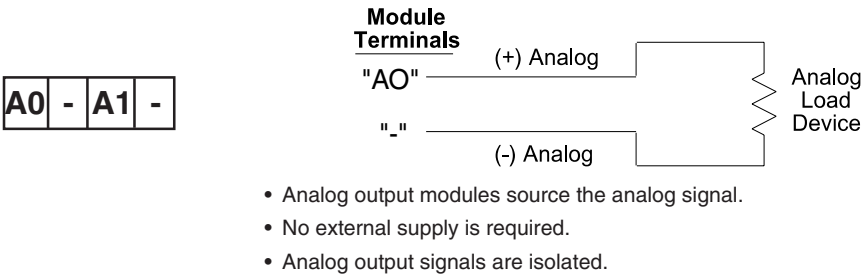 Module
Terminals
"AO"
(+) Analog
"-"
(-) Analog
Analog
Load
Device
A0 - A1 -
• Analog output modules source the analog signal.
• No external supply is required.
• Analog output signals are isolated.